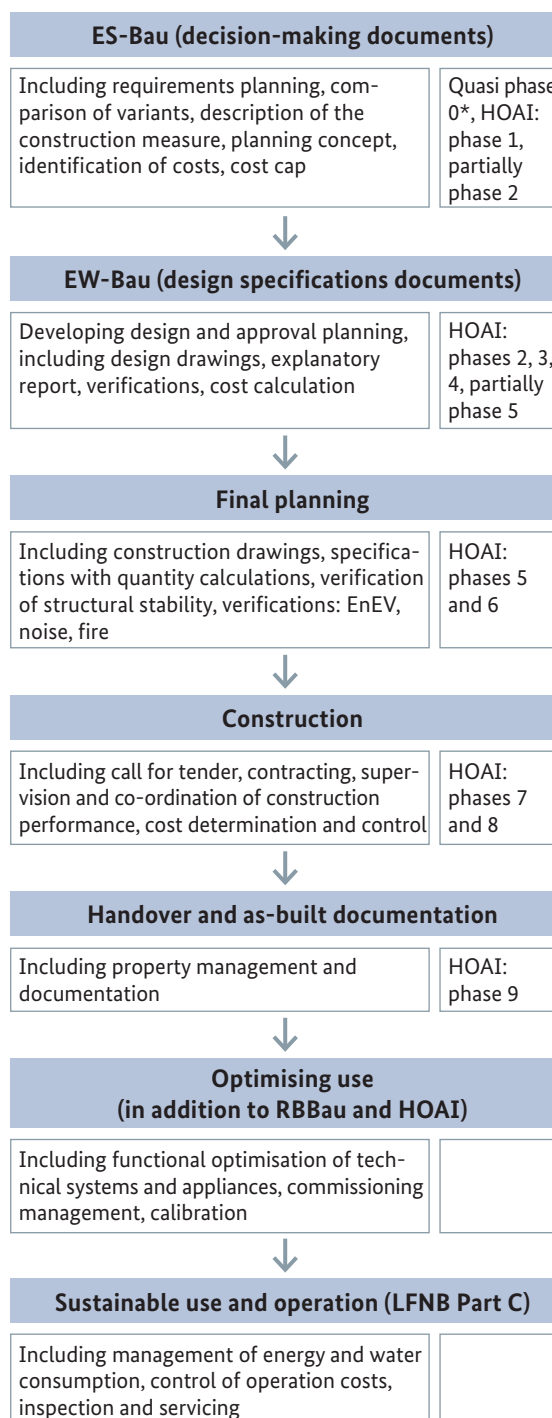 ES-Bau (decision-making documents)
Including requirements planning, com-
parison of variants, description of the
construction measure, planning concept,
identification of costs, cost cap
Quasi phase
0*, HOAI:
phase 1,
partially
phase 2
EW-Bau (design specifications documents)
Developing design and approval planning,
including design drawings, explanatory
report, verifications, cost calculation
HOAI:
phases 2, 3,
4, partially
phase 5
Final planning
Including construction drawings, specifica-
tions with quantity calculations, verification
of structural stability, verifications: EnEV,
noise, fire
HOAI:
phases 5
and 6
Construction
Including call for tender, contracting, super-
vision and co-ordination of construction
performance, cost determination and control
HOAI:
phases 7
and 8
Handover and as-built documentation
Including property management and
documentation
HOAI:
phase 9
Optimising use
(in addition to RBBau and HOAI)
Including functional optimisation of tech-
nical systems and appliances, commissioning
management, calibration
Sustainable use and operation (LFNB Part C)
Including management of energy and water
consumption, control of operation costs,
inspection and servicing